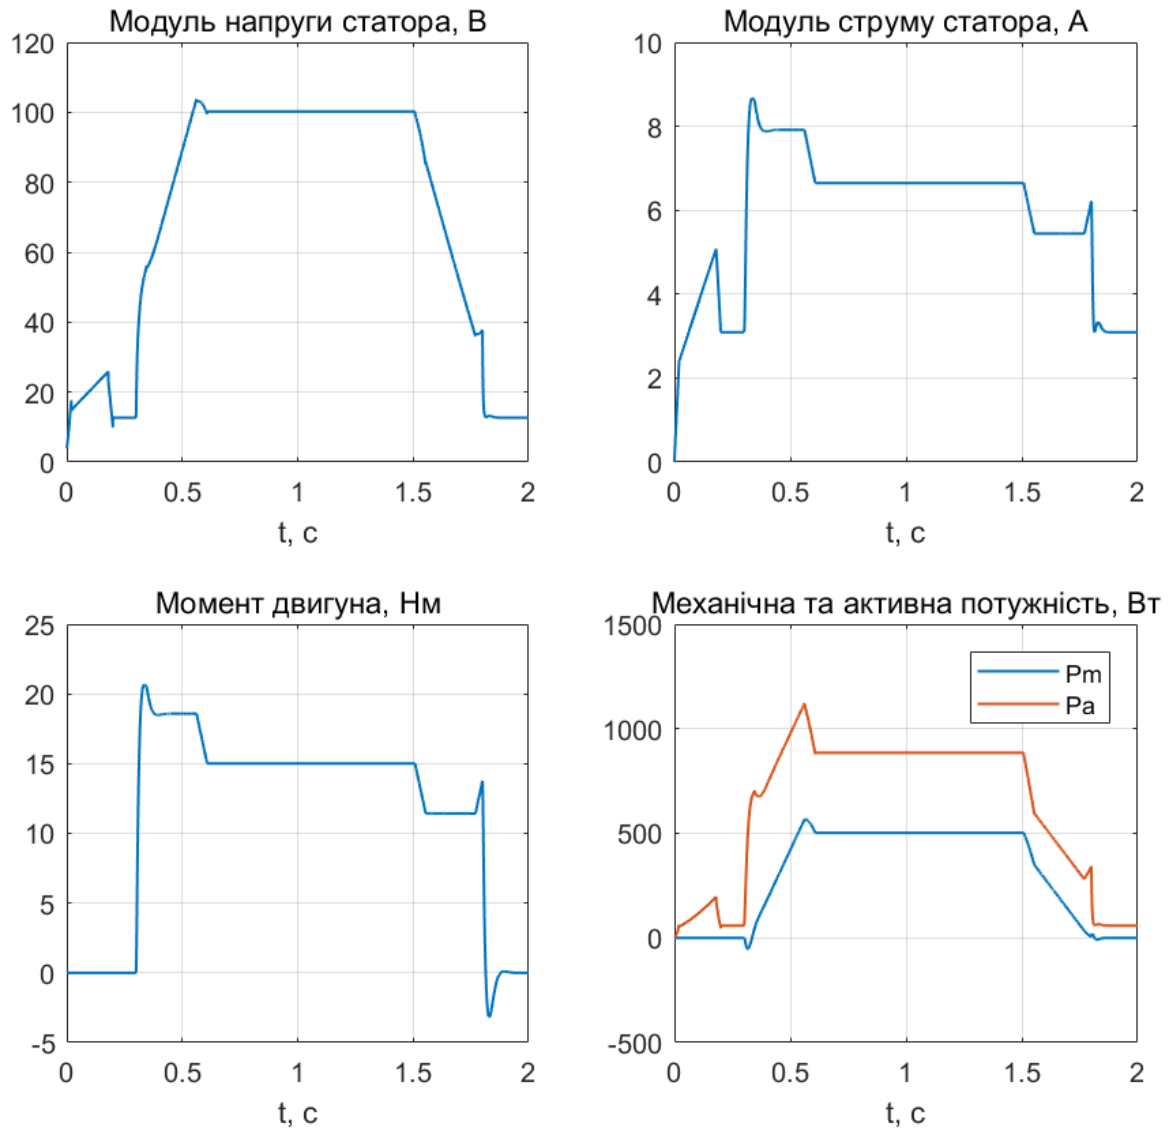 Модуль напруги статора, В
120
100
80
60
40
20
0
0 0.5 1 1.5 2
t, с
Модуль струму статора, А
10
8
6
4
2
0
0 0.5 1 1.5 2
t, с
Момент двигуна, Нм
25
20
15
10
5
0
-5
0 0.5 1 1.5 2
t, с
Механічна та активна потужність, Вт
1500
1000
500
0
-500
Pm
Pa
0 0.5 1 1.5 2
t, с